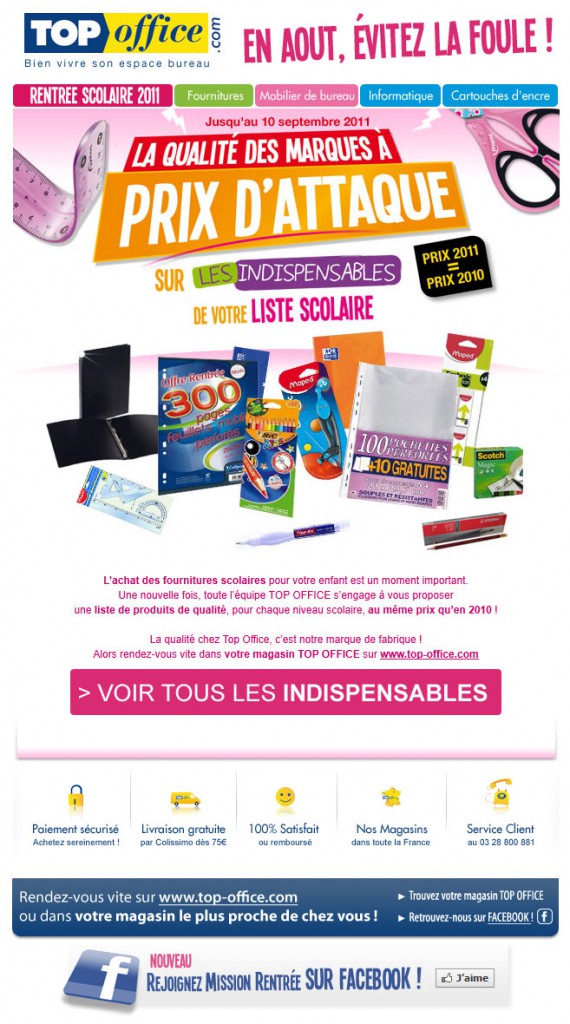 TOP office.com
Bien vivre son espace bureau
EN AOUT, ÉVITEZ LA FOULE !
RENTREE SCOLAIRE 2011 Fournitures Mobilier de bureau Informatique Cartouches d'encre
Jusqu'au 10 septembre 2011
LA QUALITÉ DES MARQUES À
PRIX D'ATTAQUE
SUR LES INDISPENSABLES
DE VOTRE LISTE SCOLAIRE
PRIX 2011
=
PRIX 2010
Offre Rentrée
300
pages
Maped
BIC
Maped
100 POCHETTES
PERFORÉES
+10 GRATUITES
SOUPLES ET RÉSISTANTES
Scotch
Magic
L'achat des fournitures scolaires pour votre enfant est un moment important.
Une nouvelle fois, toute l'équipe TOP OFFICE s'engage à vous proposer
une liste de produits de qualité, pour chaque niveau scolaire, au même prix qu'en 2010 !
La qualité chez Top Office, c'est notre marque de fabrique !
Alors rendez-vous vite dans votre magasin TOP OFFICE sur www.top-office.com
> VOIR TOUS LES INDISPENSABLES
Paiement sécurisé
Achetez sereinement !
Livraison gratuite
par Colissimo dès 75€
100% Satisfait
ou remboursé
Nos Magasins
dans toute la France
Service Client
au 03 28 800 881
Rendez-vous vite sur www.top-office.com
ou dans votre magasin le plus proche de chez vous !
► Trouvez votre magasin TOP OFFICE
► Retrouvez-nous sur FACEBOOK ! f
f
NOUVEAU
REJOIGNEZ MISSION RENTRÉE SUR FACEBOOK !
J'aime